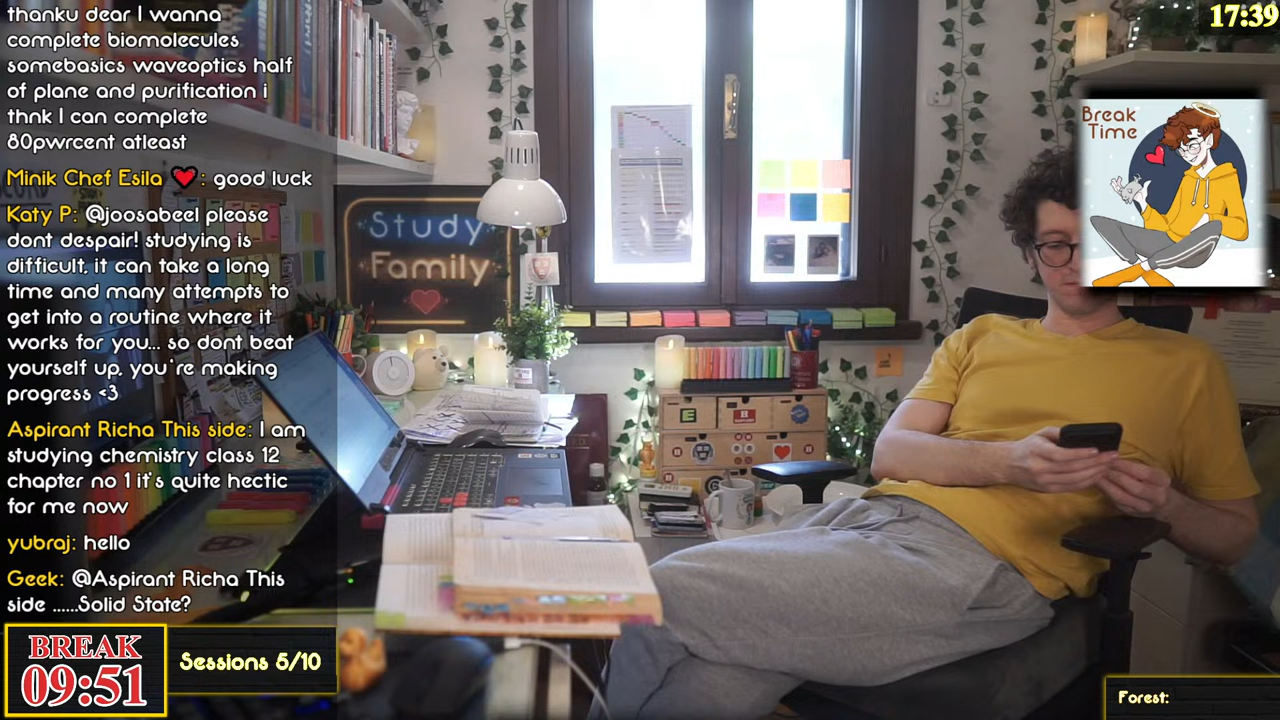 thanku dear I wanna
complete biomolecules
somebasics waveoptics half
of plane and purification i
thnk I can complete
80pwrcent atleast
Minik Chef Esila ❤️: good luck
Katy P: @joosabeel please
dont despair! studying is
difficult, it can take a long
time and many attempts to
get into a routine where it
works for you... so dont beat
yourself up, you're making
progress <3
Aspirant Richa This side: I am
studying chemistry class 12
chapter no 1 it's quite hectic
for me now
yubraj: hello
Geek: @Aspirant Richa This
side ......Solid State?
BREAK
09:51
Sessions 5/10
Study
Family
17:39
Break
Time
Forest: